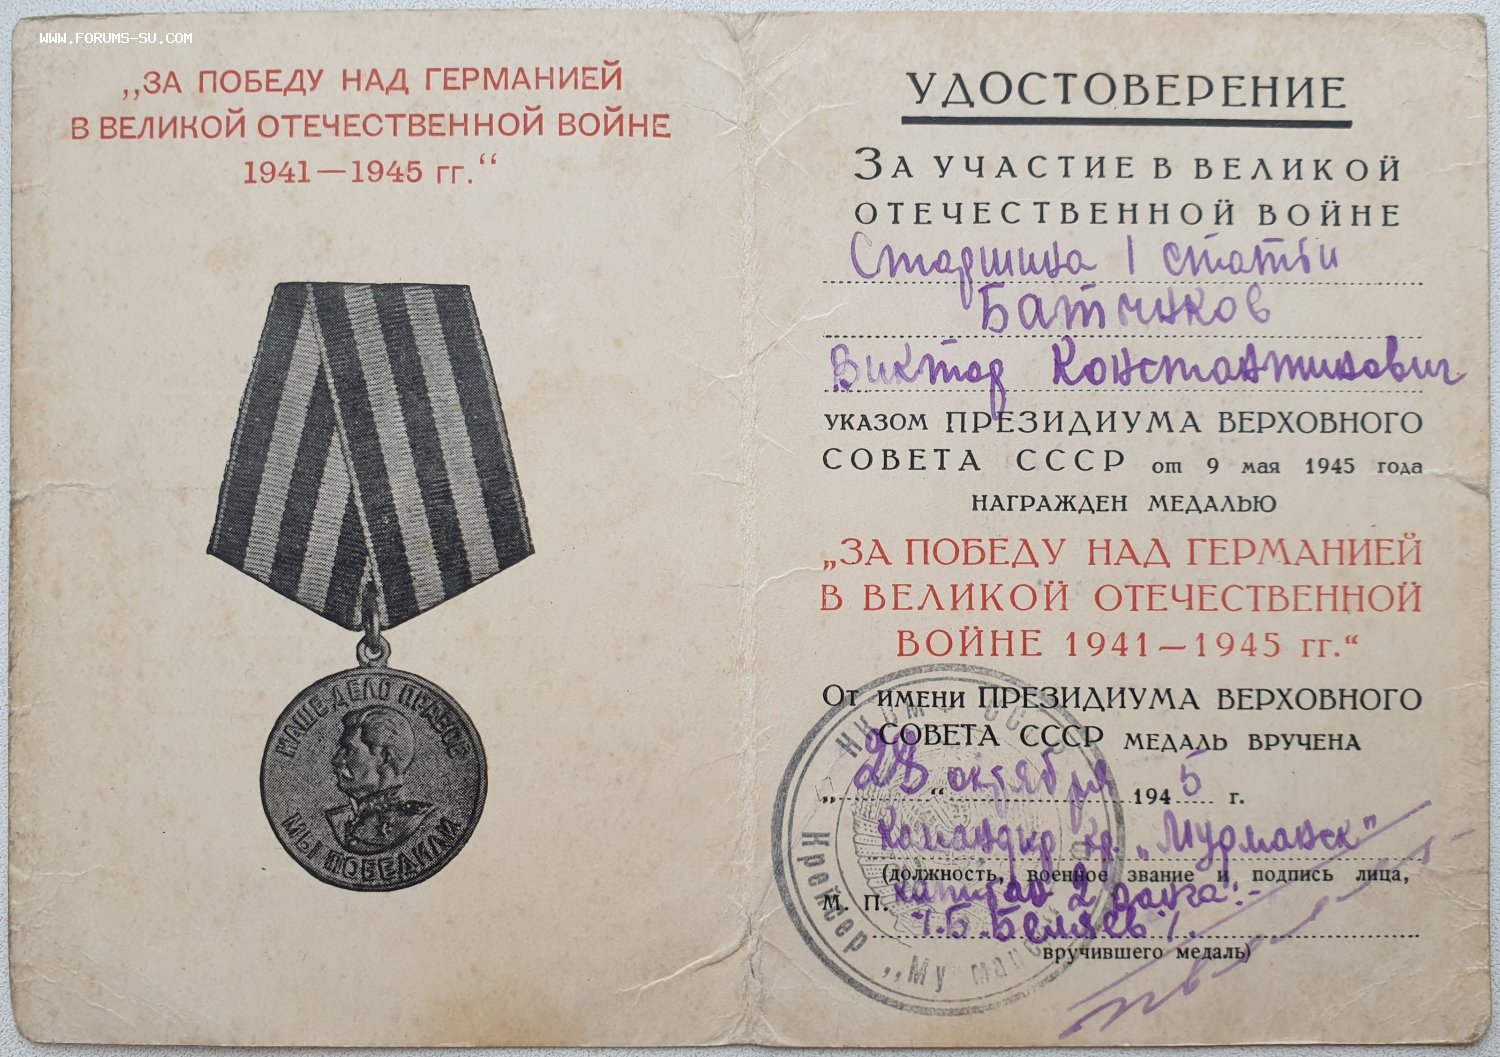 WWW.FORUMS-SU.COM
„ЗА ПОБЕДУ НАД ГЕРМАНИЕЙ
В ВЕЛИКОЙ ОТЕЧЕСТВЕННОЙ ВОЙНЕ
1941—1945 гг.“
НАШЕ ДЕЛО ПРАВОЕ
МЫ ПОБЕДИЛИ
УДОСТОВЕРЕНИЕ
ЗА УЧАСТИЕ В ВЕЛИКОЙ
ОТЕЧЕСТВЕННОЙ ВОЙНЕ
Старшина 1 статьи
Батчиков
Виктор Константинович
УКАЗОМ ПРЕЗИДИУМА ВЕРХОВНОГО
СОВЕТА СССР от 9 мая 1945 года
НАГРАЖДЕН МЕДАЛЬЮ
„ЗА ПОБЕДУ НАД ГЕРМАНИЕЙ
В ВЕЛИКОЙ ОТЕЧЕСТВЕННОЙ
ВОЙНЕ 1941—1945 гг.“
ОТ ИМЕНИ ПРЕЗИДИУМА ВЕРХОВНОГО
СОВЕТА СССР МЕДАЛЬ ВРУЧЕНА
„28“ октября 1945 г.
Командир кр. „Мурманск"
(должность, военное звание и подпись лица,
М. П. капитан 2 ранга:-
/.Б.Беляев/.
вручившего медаль)
НКВМФ СССР
Крейсер „Мурманск